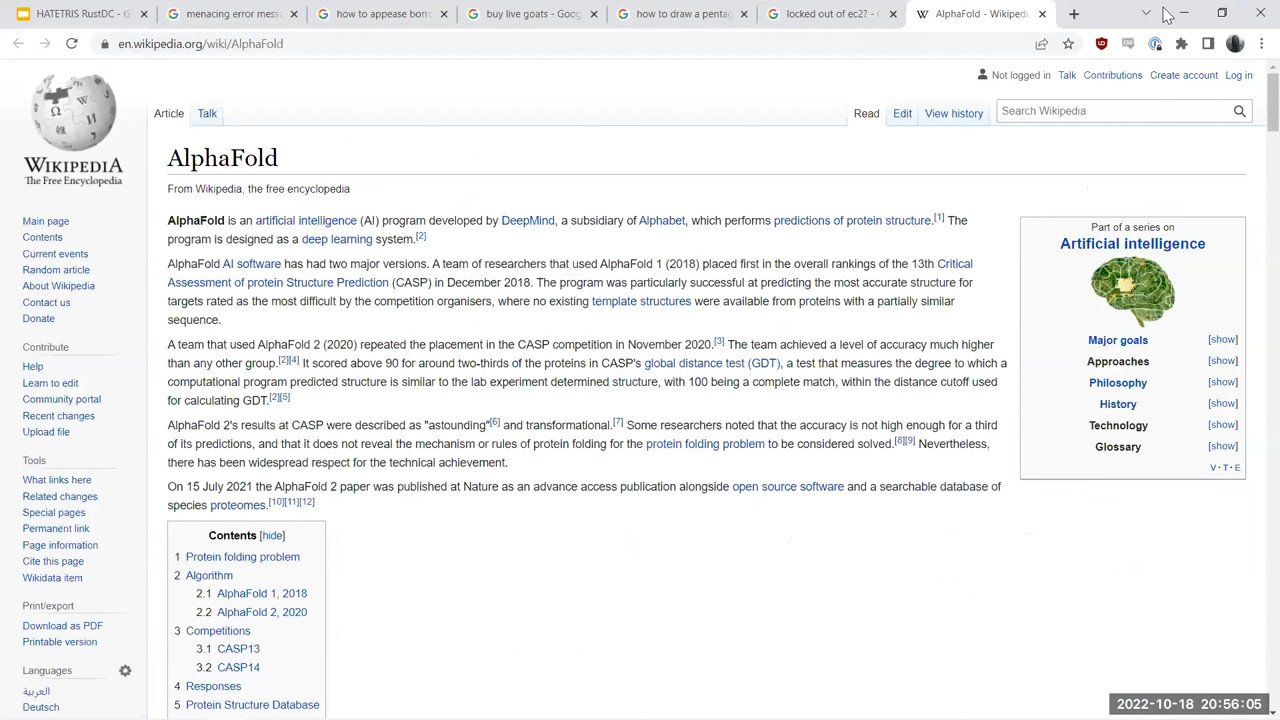 HATETRIS RustDC - G
menacing error mess
how to appease borr
buy live goats - Goog
how to draw a pentag
locked out of ec2? - G
AlphaFold - Wikipedi
en.wikipedia.org/wiki/AlphaFold
Not logged in Talk Contributions Create account Log in
Article Talk Read Edit View history Search Wikipedia
WIKIPEDIA
The Free Encyclopedia
Main page
Contents
Current events
Random article
About Wikipedia
Contact us
Donate
Contribute
Help
Learn to edit
Community portal
Recent changes
Upload file
Tools
What links here
Related changes
Special pages
Permanent link
Page information
Cite this page
Wikidata item
Print/export
Download as PDF
Printable version
Languages
العربية
Deutsch
AlphaFold
From Wikipedia, the free encyclopedia
AlphaFold is an artificial intelligence (AI) program developed by DeepMind, a subsidiary of Alphabet, which performs predictions of protein structure.[1] The
program is designed as a deep learning system.[2]
AlphaFold AI software has had two major versions. A team of researchers that used AlphaFold 1 (2018) placed first in the overall rankings of the 13th Critical
Assessment of protein Structure Prediction (CASP) in December 2018. The program was particularly successful at predicting the most accurate structure for
targets rated as the most difficult by the competition organisers, where no existing template structures were available from proteins with a partially similar
sequence.
A team that used AlphaFold 2 (2020) repeated the placement in the CASP competition in November 2020.[3] The team achieved a level of accuracy much higher
than any other group.[2][4] It scored above 90 for around two-thirds of the proteins in CASP's global distance test (GDT), a test that measures the degree to which a
computational program predicted structure is similar to the lab experiment determined structure, with 100 being a complete match, within the distance cutoff used
for calculating GDT.[2][5]
AlphaFold 2's results at CASP were described as "astounding"[6] and transformational.[7] Some researchers noted that the accuracy is not high enough for a third
of its predictions, and that it does not reveal the mechanism or rules of protein folding for the protein folding problem to be considered solved.[8][9] Nevertheless,
there has been widespread respect for the technical achievement.
On 15 July 2021 the AlphaFold 2 paper was published at Nature as an advance access publication alongside open source software and a searchable database of
species proteomes.[10][11][12]
Contents [hide]
1 Protein folding problem
2 Algorithm
2.1 AlphaFold 1, 2018
2.2 AlphaFold 2, 2020
3 Competitions
3.1 CASP13
3.2 CASP14
4 Responses
5 Protein Structure Database
Part of a series on
Artificial intelligence
Major goals [show]
Approaches [show]
Philosophy [show]
History [show]
Technology [show]
Glossary [show]
V · T · E
2022-10-18 20:56:05